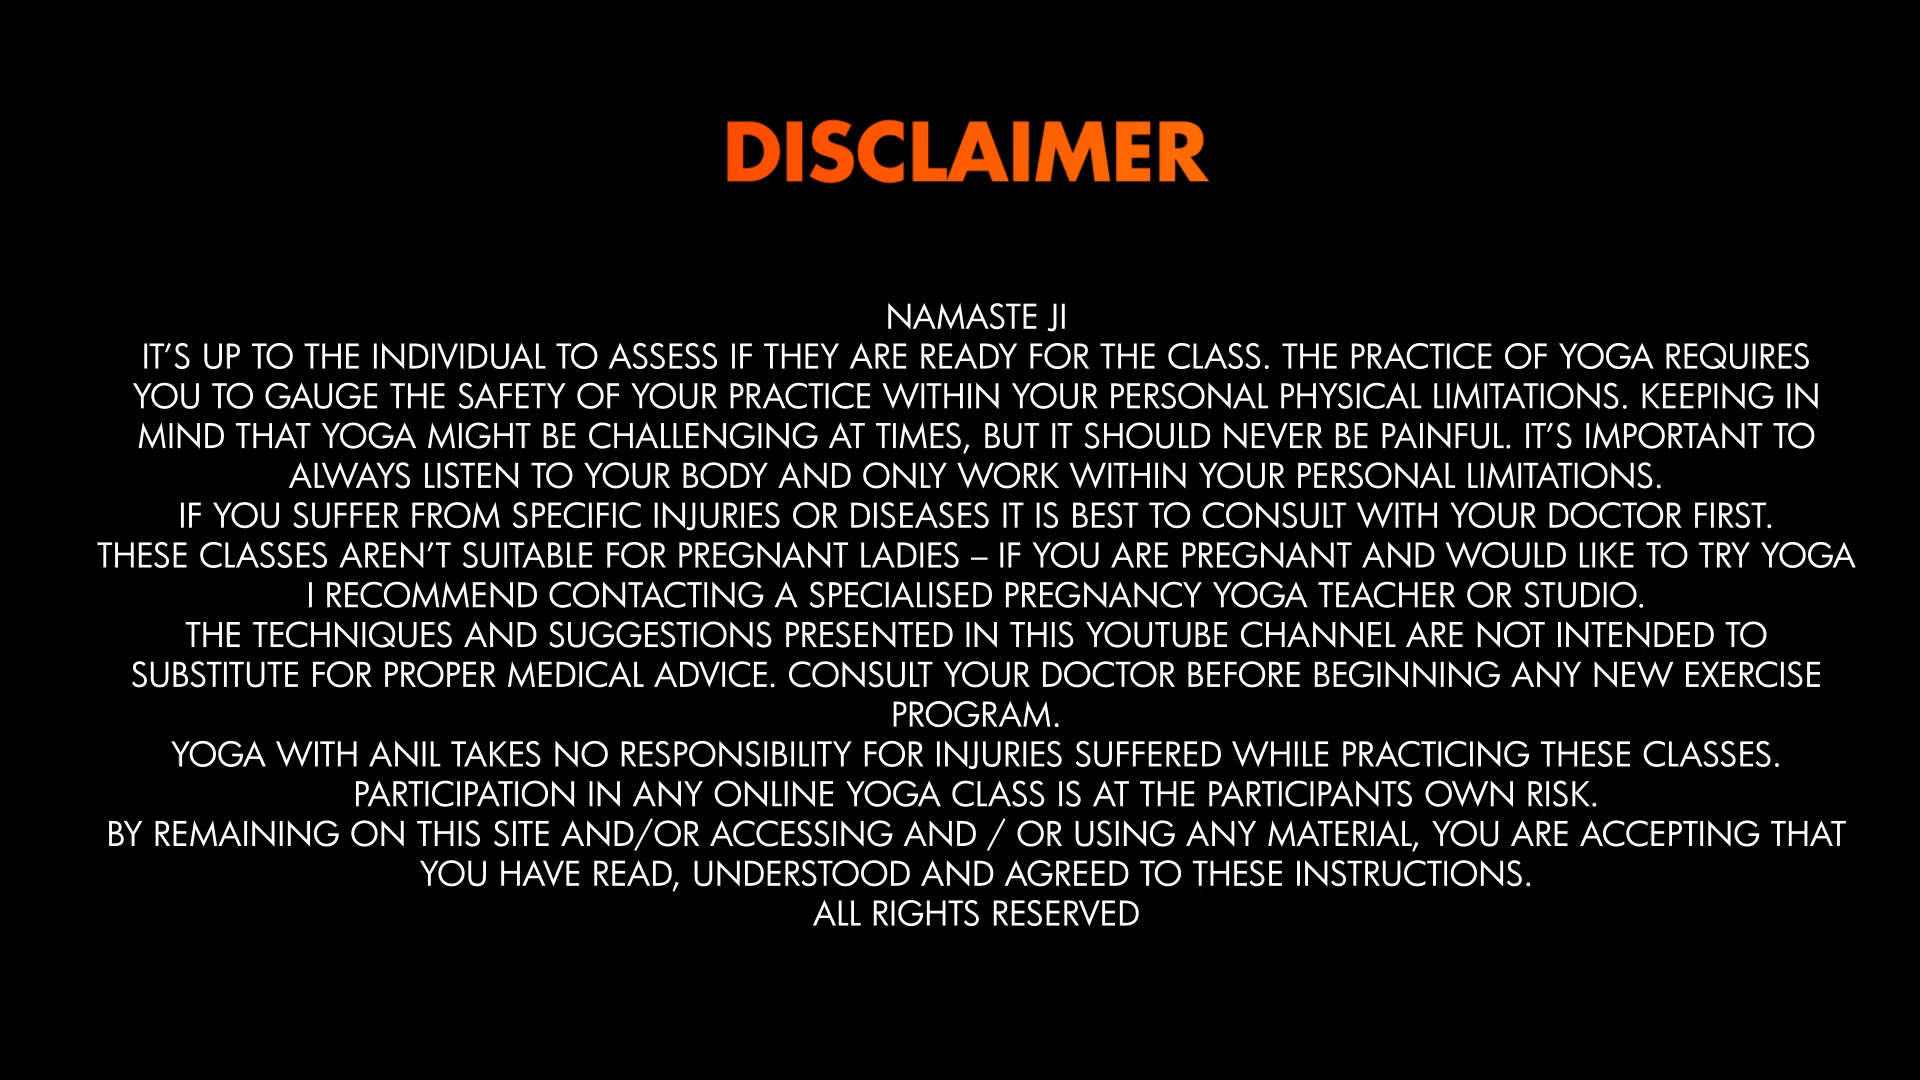 DISCLAIMER
NAMASTE JI
IT’S UP TO THE INDIVIDUAL TO ASSESS IF THEY ARE READY FOR THE CLASS. THE PRACTICE OF YOGA REQUIRES
YOU TO GAUGE THE SAFETY OF YOUR PRACTICE WITHIN YOUR PERSONAL PHYSICAL LIMITATIONS. KEEPING IN
MIND THAT YOGA MIGHT BE CHALLENGING AT TIMES, BUT IT SHOULD NEVER BE PAINFUL. IT’S IMPORTANT TO
ALWAYS LISTEN TO YOUR BODY AND ONLY WORK WITHIN YOUR PERSONAL LIMITATIONS.
IF YOU SUFFER FROM SPECIFIC INJURIES OR DISEASES IT IS BEST TO CONSULT WITH YOUR DOCTOR FIRST.
THESE CLASSES AREN’T SUITABLE FOR PREGNANT LADIES – IF YOU ARE PREGNANT AND WOULD LIKE TO TRY YOGA
I RECOMMEND CONTACTING A SPECIALISED PREGNANCY YOGA TEACHER OR STUDIO.
THE TECHNIQUES AND SUGGESTIONS PRESENTED IN THIS YOUTUBE CHANNEL ARE NOT INTENDED TO
SUBSTITUTE FOR PROPER MEDICAL ADVICE. CONSULT YOUR DOCTOR BEFORE BEGINNING ANY NEW EXERCISE
PROGRAM.
YOGA WITH ANIL TAKES NO RESPONSIBILITY FOR INJURIES SUFFERED WHILE PRACTICING THESE CLASSES.
PARTICIPATION IN ANY ONLINE YOGA CLASS IS AT THE PARTICIPANTS OWN RISK.
BY REMAINING ON THIS SITE AND/OR ACCESSING AND / OR USING ANY MATERIAL, YOU ARE ACCEPTING THAT
YOU HAVE READ, UNDERSTOOD AND AGREED TO THESE INSTRUCTIONS.
ALL RIGHTS RESERVED